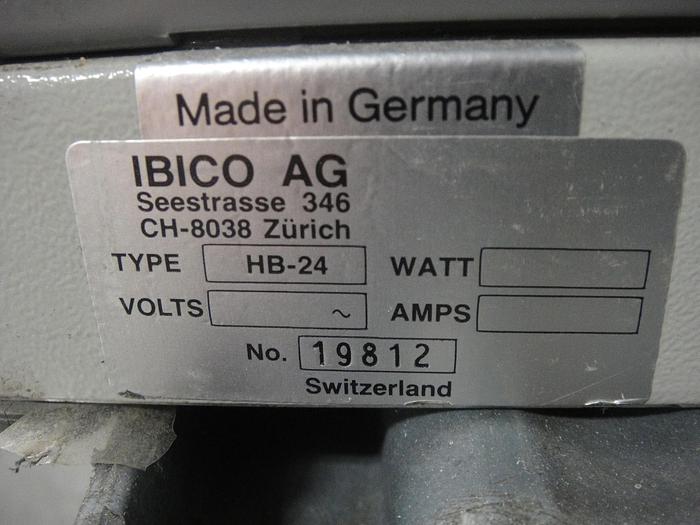 Made in Germany
IBICO AG
Seestrasse 346
CH-8038 Zürich
TYPE HB-24 WATT
VOLTS ~ AMPS
No. 19812
Switzerland